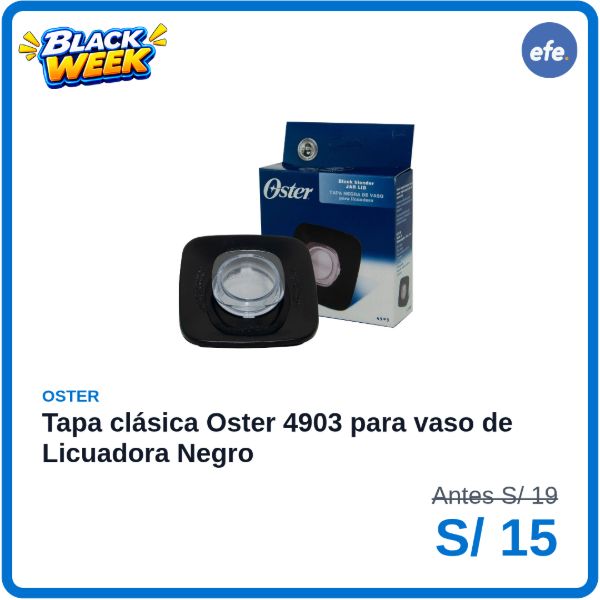 BLACK
WEEK
efe.
Oster
Black blender
JAR LID
TAPA NEGRA DE VASO
para licuadora
OSTER
Tapa clásica Oster 4903 para vaso de
Licuadora Negro
Antes S/ 19
S/ 15